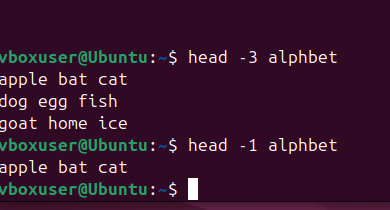 vboxuser@Ubuntu:~$ head -3 alphbet
apple bat cat
dog egg fish
goat home ice
vboxuser@Ubuntu:~$ head -1 alphbet
apple bat cat
vboxuser@Ubuntu:~$